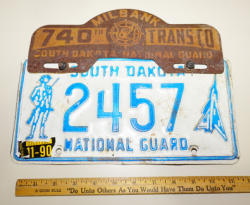 MILBANK
740TH TRANS CO
SOUTH DAKOTA NATIONAL GUARD
SOUTH DAKOTA
2457
11-90
NATIONAL GUARD
"Do Unto Others As You Would Have Them Do Unto You"